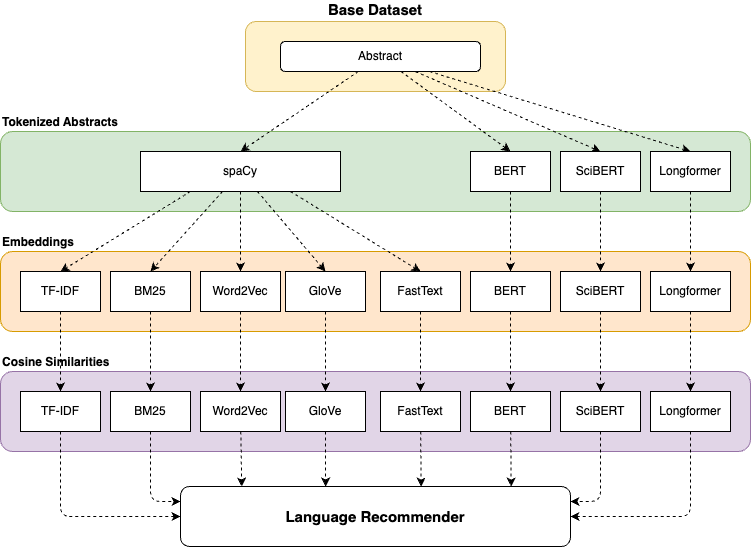 Base Dataset
Abstract
Tokenized Abstracts
spaCy
BERT
SciBERT
Longformer
Embeddings
TF-IDF
BM25
Word2Vec
GloVe
FastText
BERT
SciBERT
Longformer
Cosine Similarities
TF-IDF
BM25
Word2Vec
GloVe
FastText
BERT
SciBERT
Longformer
Language Recommender